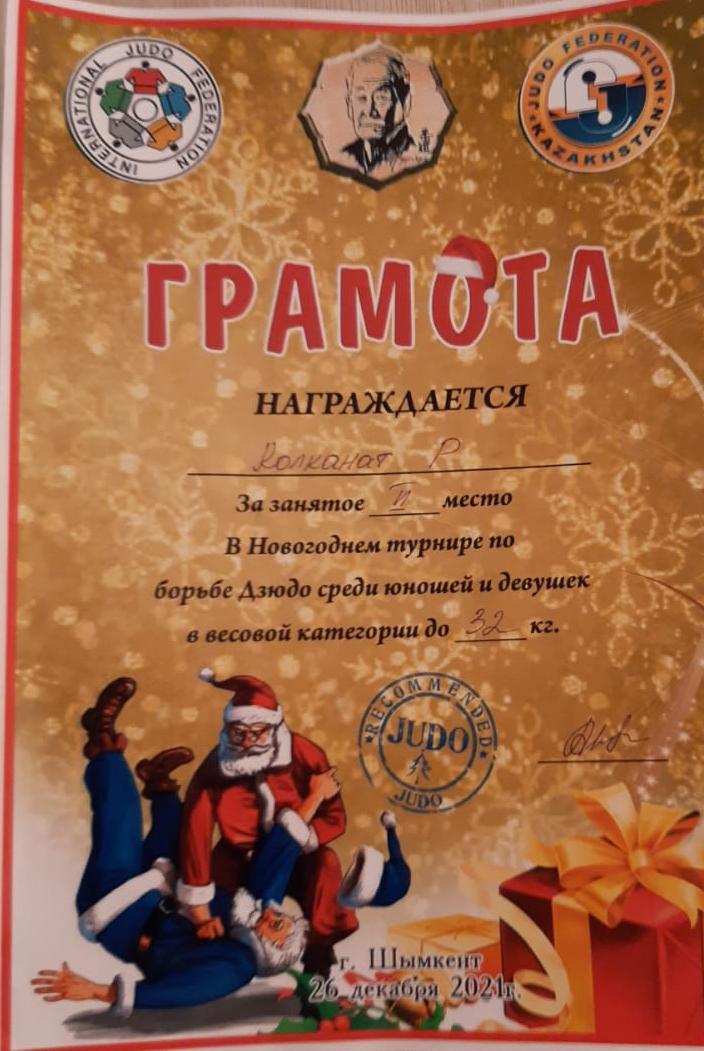 INTERNATIONAL JUDO FEDERATION
JUDO FEDERATION KAZAKHSTAN
ГРАМОТА
НАГРАЖДАЕТСЯ
Колканат Р
За занятое II место
В Новогоднем турнире по
борьбе Дзюдо среди юношей и девушек
в весовой категории до 32 кг.
RECOMMENDED
JUDO
JUDO
г. Шымкент
26 декабря 2021г.